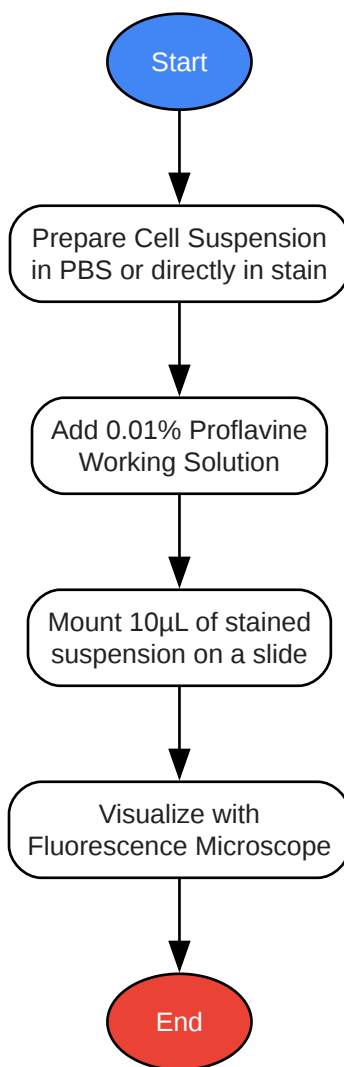 Start
Prepare Cell Suspension
in PBS or directly in stain
Add 0.01% Proflavine
Working Solution
Mount 10µL of stained
suspension on a slide
Visualize with
Fluorescence Microscope
End